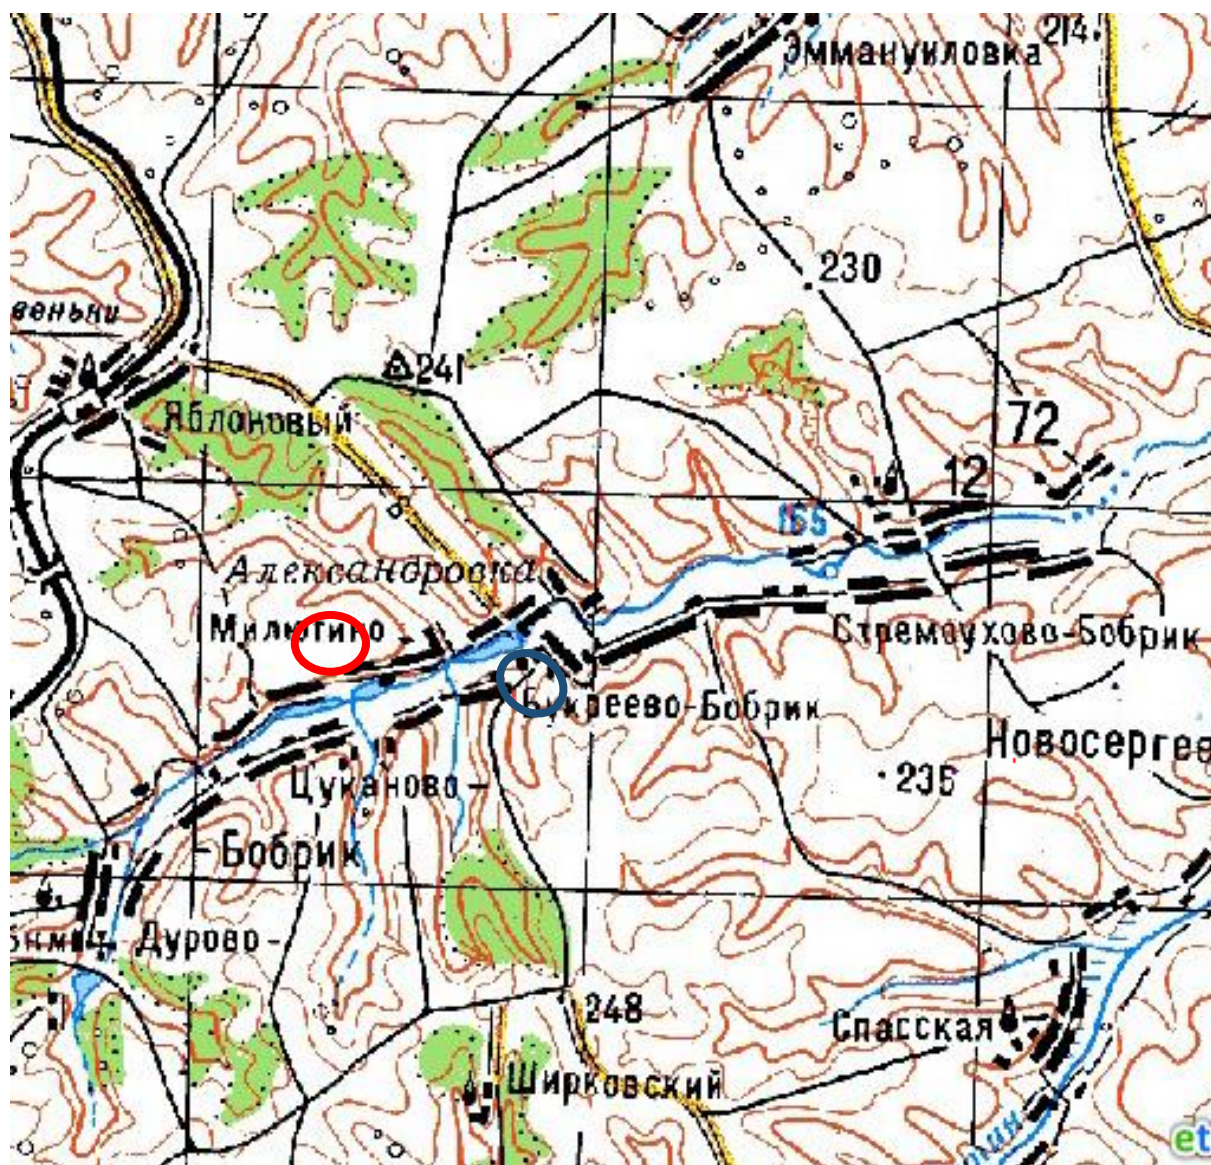 Эммануиловка
214
230
веньки
241
Яблоновый
72
12
165
Александровка
Милютино
Стремоухово-Бобрик
Букреево-Бобрик
Новосергее
235
Цуканово-
-Бобрик
Дурово-
248
Спасская
Ширковский
et